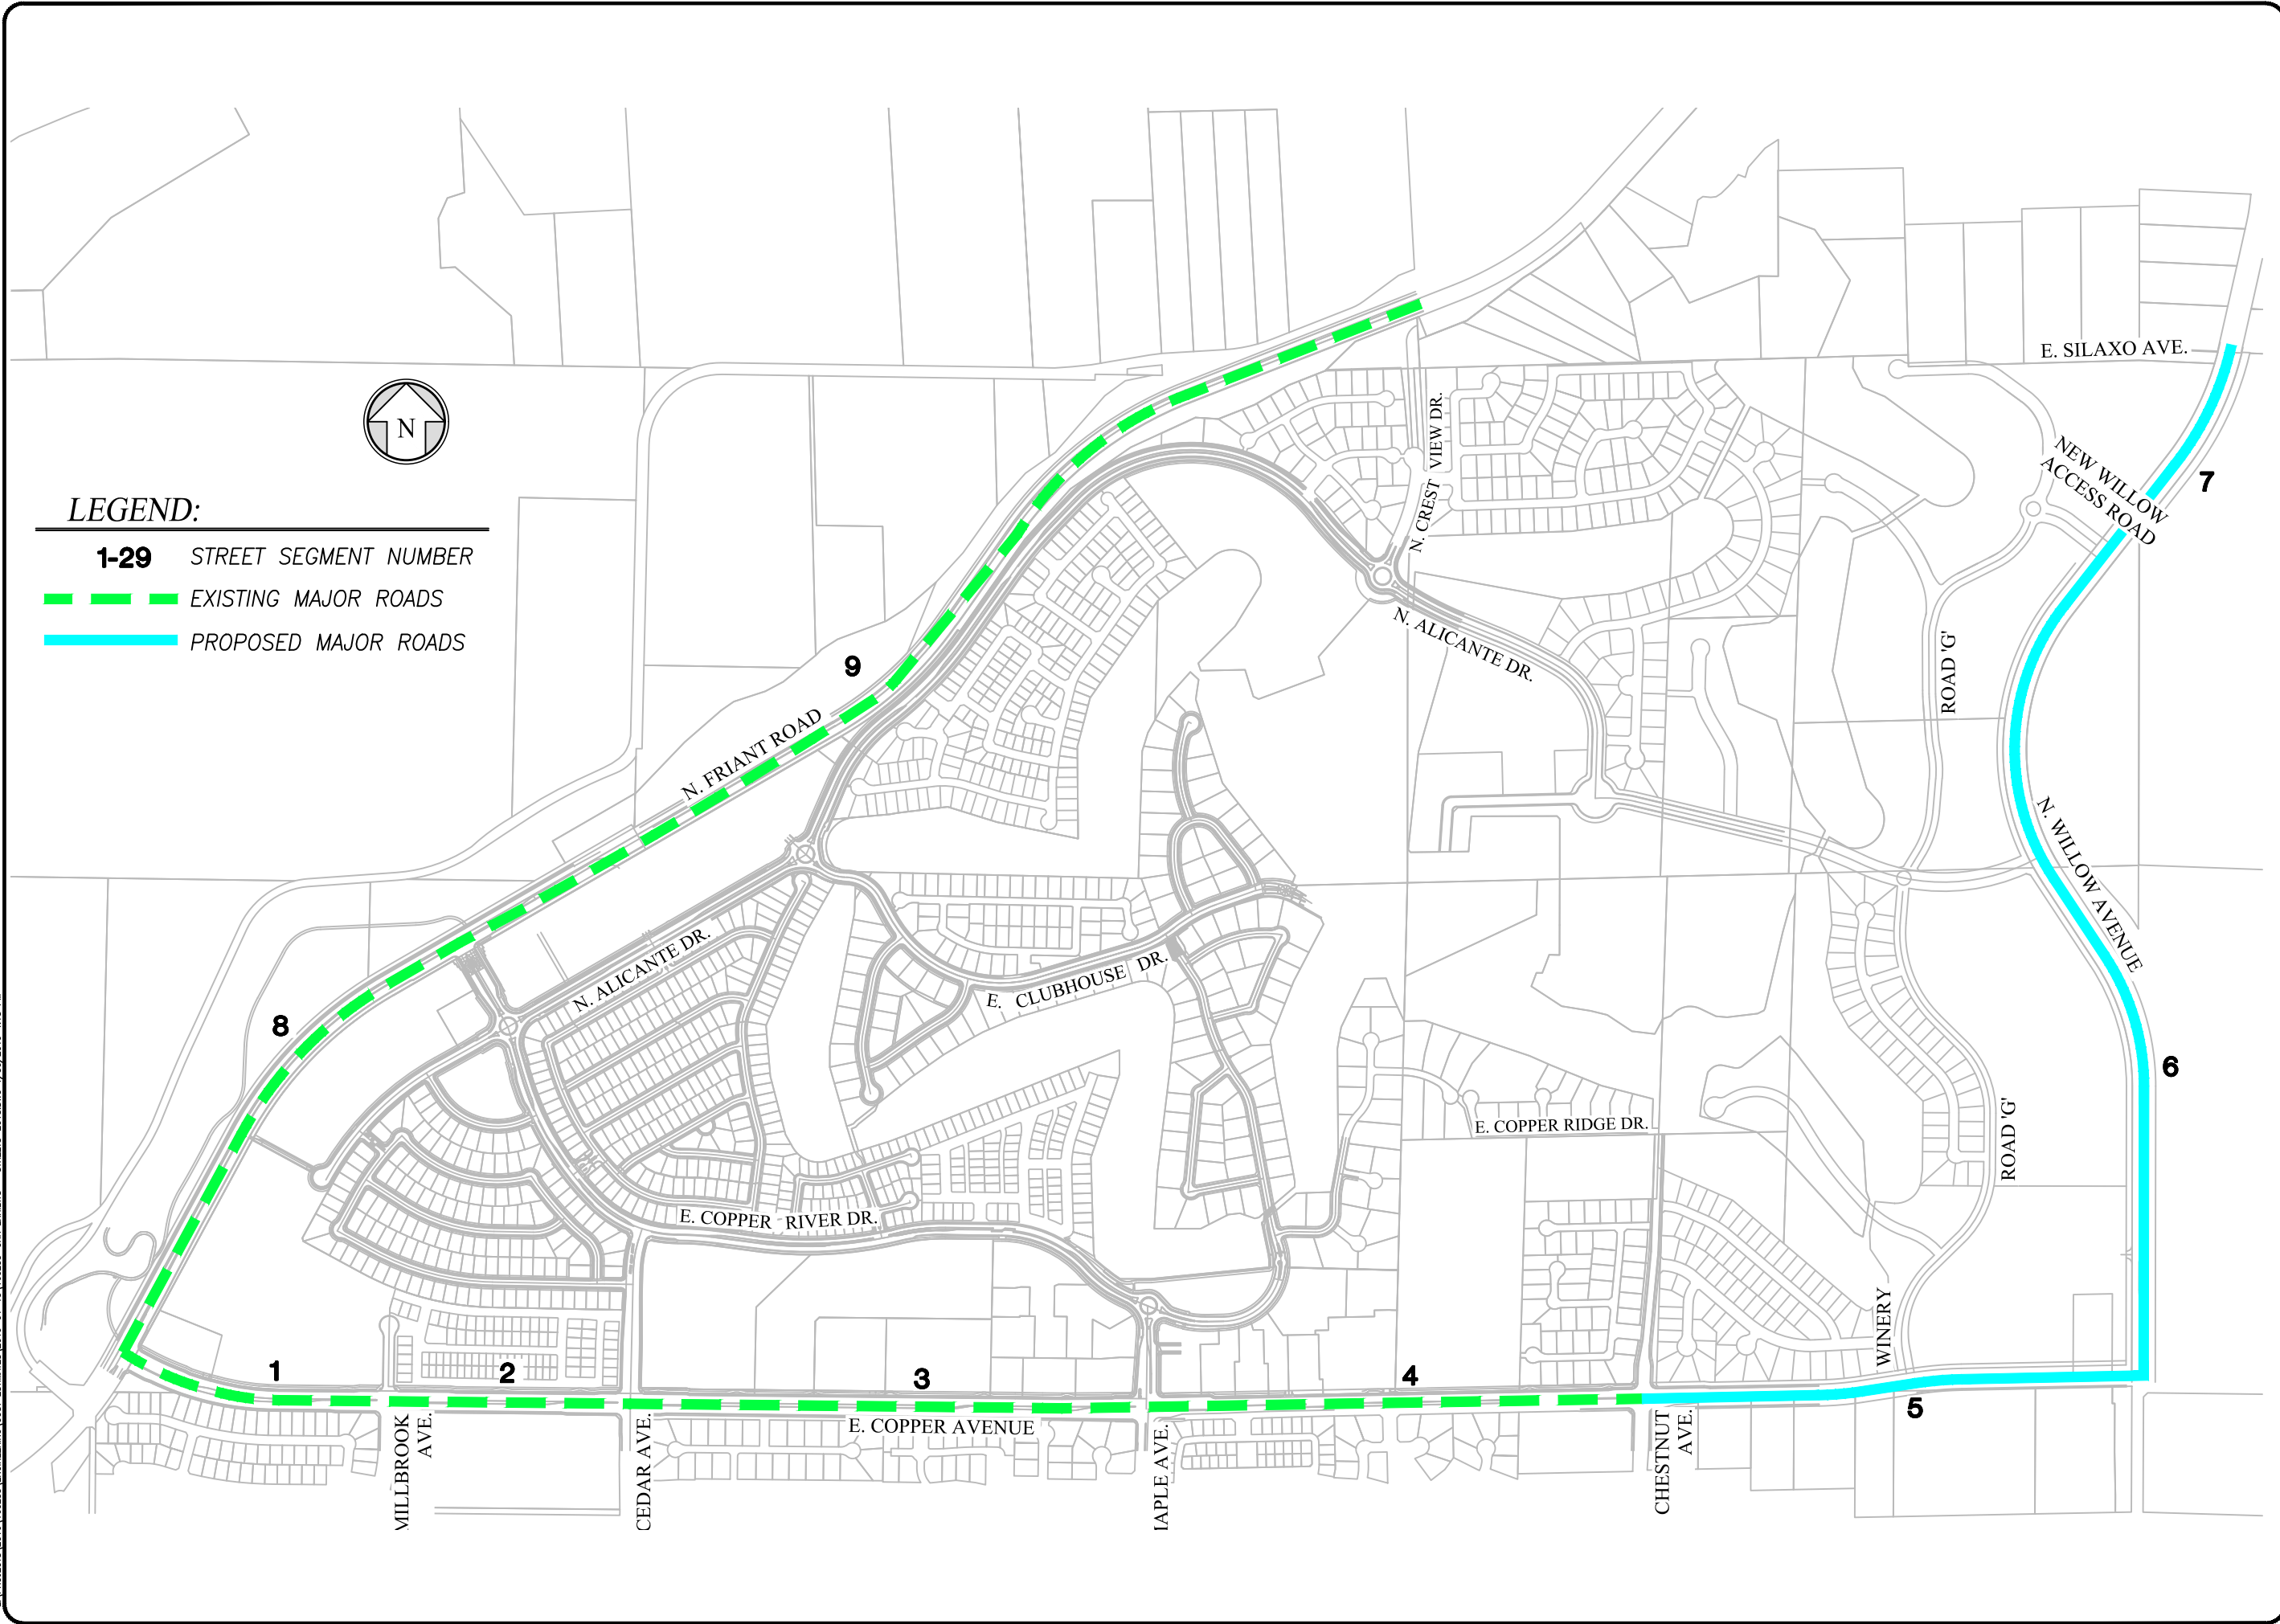 E. SILAXO AVE.
N
VIEW DR.
N. CREST
NEW WILLOW
ACCESS ROAD
7
LEGEND:
1-29 STREET SEGMENT NUMBER
EXISTING MAJOR ROADS
PROPOSED MAJOR ROADS
N. ALICANTE DR.
ROAD 'G'
9
N. FRIANT ROAD
N. WILLOW AVENUE
N. ALICANTE DR.
E. CLUBHOUSE DR.
8
6
E. COPPER RIDGE DR.
ROAD 'G'
E. COPPER RIVER DR.
WINERY
1
2
3
4
5
E. COPPER AVENUE
MILLBROOK
AVE.
CEDAR AVE.
APLE AVE.
CHESTNUT
AVE.